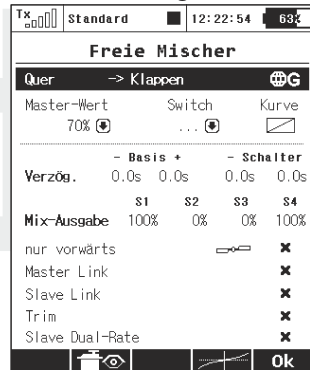 Tx Standard 12:22:54 63%
Freie Mischer
Quer -> Klappen G
Master-Wert Switch Kurve
70% ...
- Basis + - Schalter
Verzög. 0.0s 0.0s 0.0s 0.0s
S1 S2 S3 S4
Mix-Ausgabe 100% 0% 0% 100%
nur vorwärts ✖
Master Link ✖
Slave Link ✖
Trim ✖
Slave Dual-Rate ✖
Ok